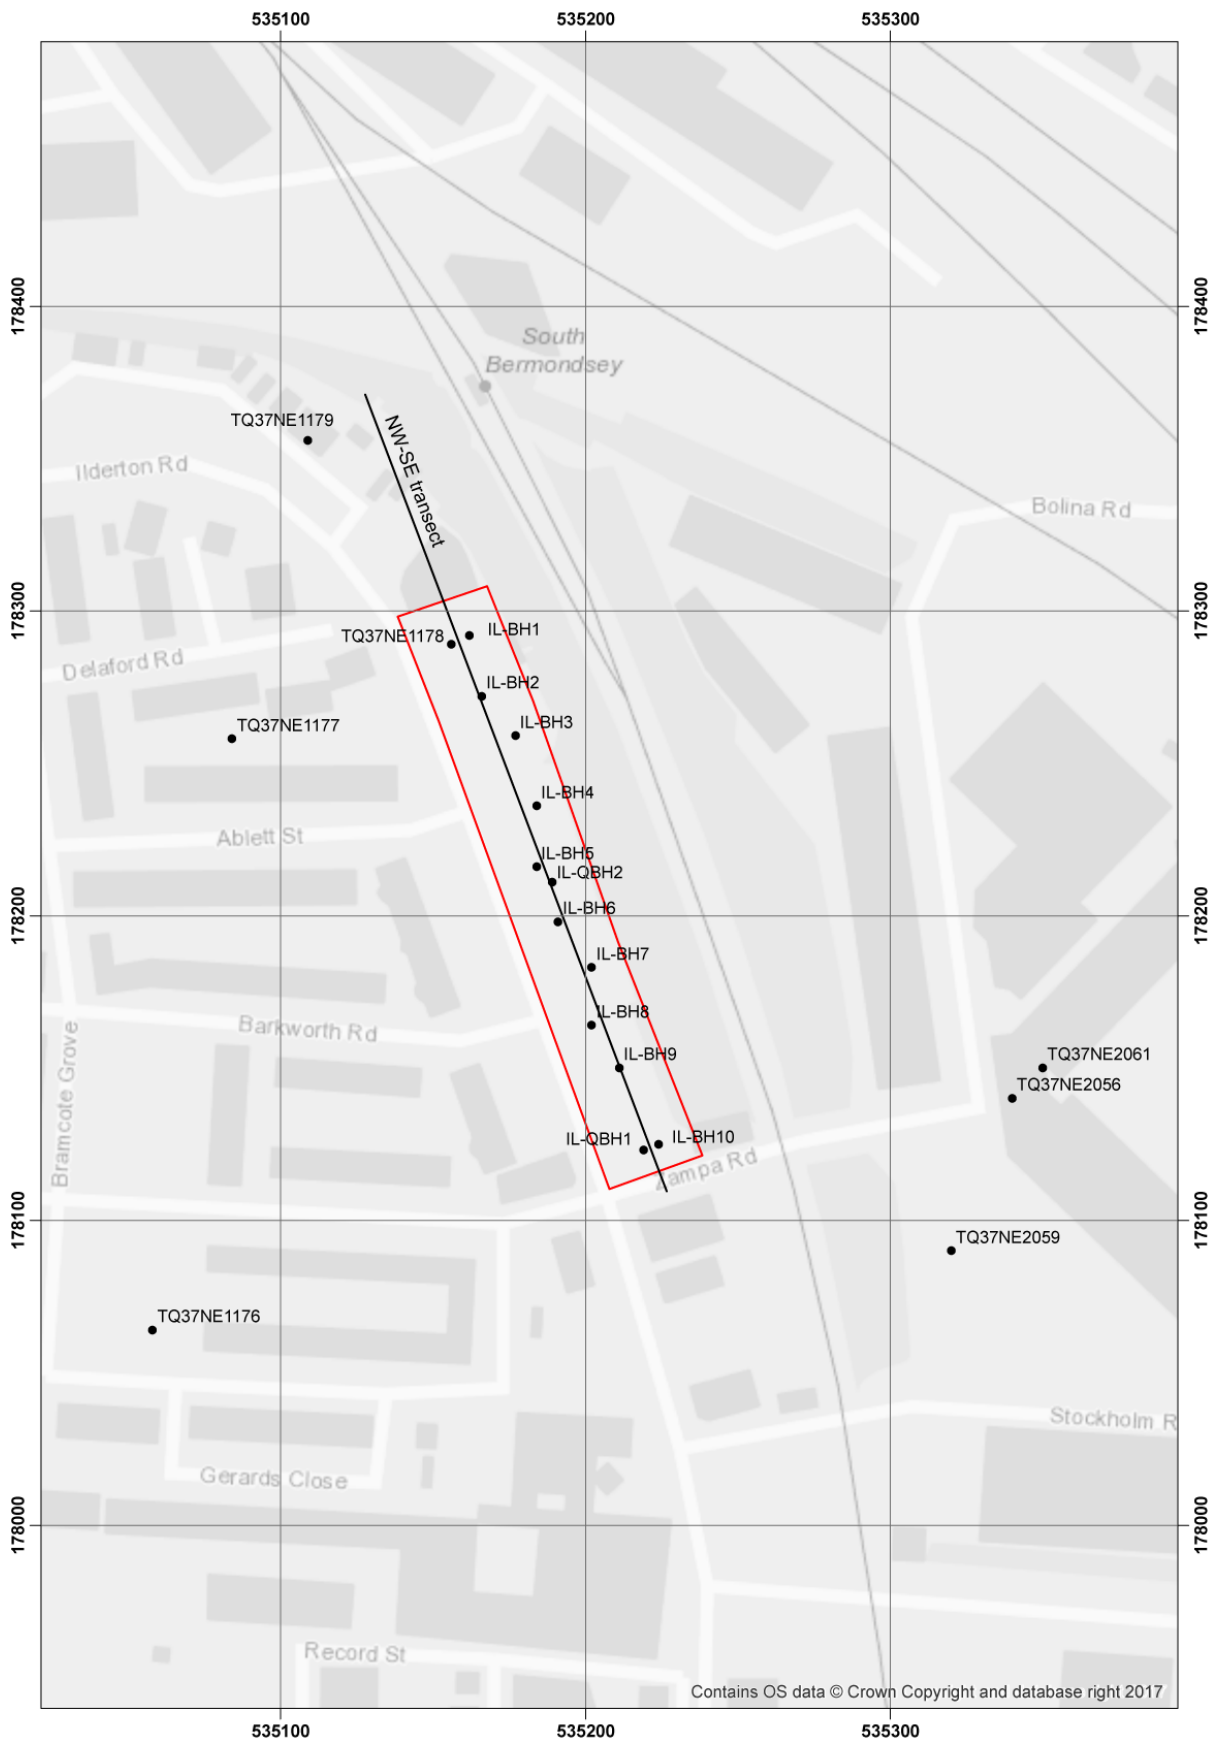 535100 535200 535300
178400 178400
South
Bermondsey
TQ37NE1179
NW-SE transect
Ilderton Rd
Bolina Rd
178300 178300
TQ37NE1178 IL-BH1
Delaford Rd
IL-BH2
TQ37NE1177 IL-BH3
IL-BH4
Ablett St
IL-BH5
IL-QBH2
IL-BH6
178200 178200
IL-BH7
IL-BH8
Barkworth Rd
Bramcote Grove
IL-BH9
TQ37NE2061
TQ37NE2056
IL-QBH1 IL-BH10
Zampa Rd
178100 178100
TQ37NE2059
TQ37NE1176
Stockholm R
Gerards Close
178000 178000
Record St
Contains OS data © Crown Copyright and database right 2017
535100 535200 535300